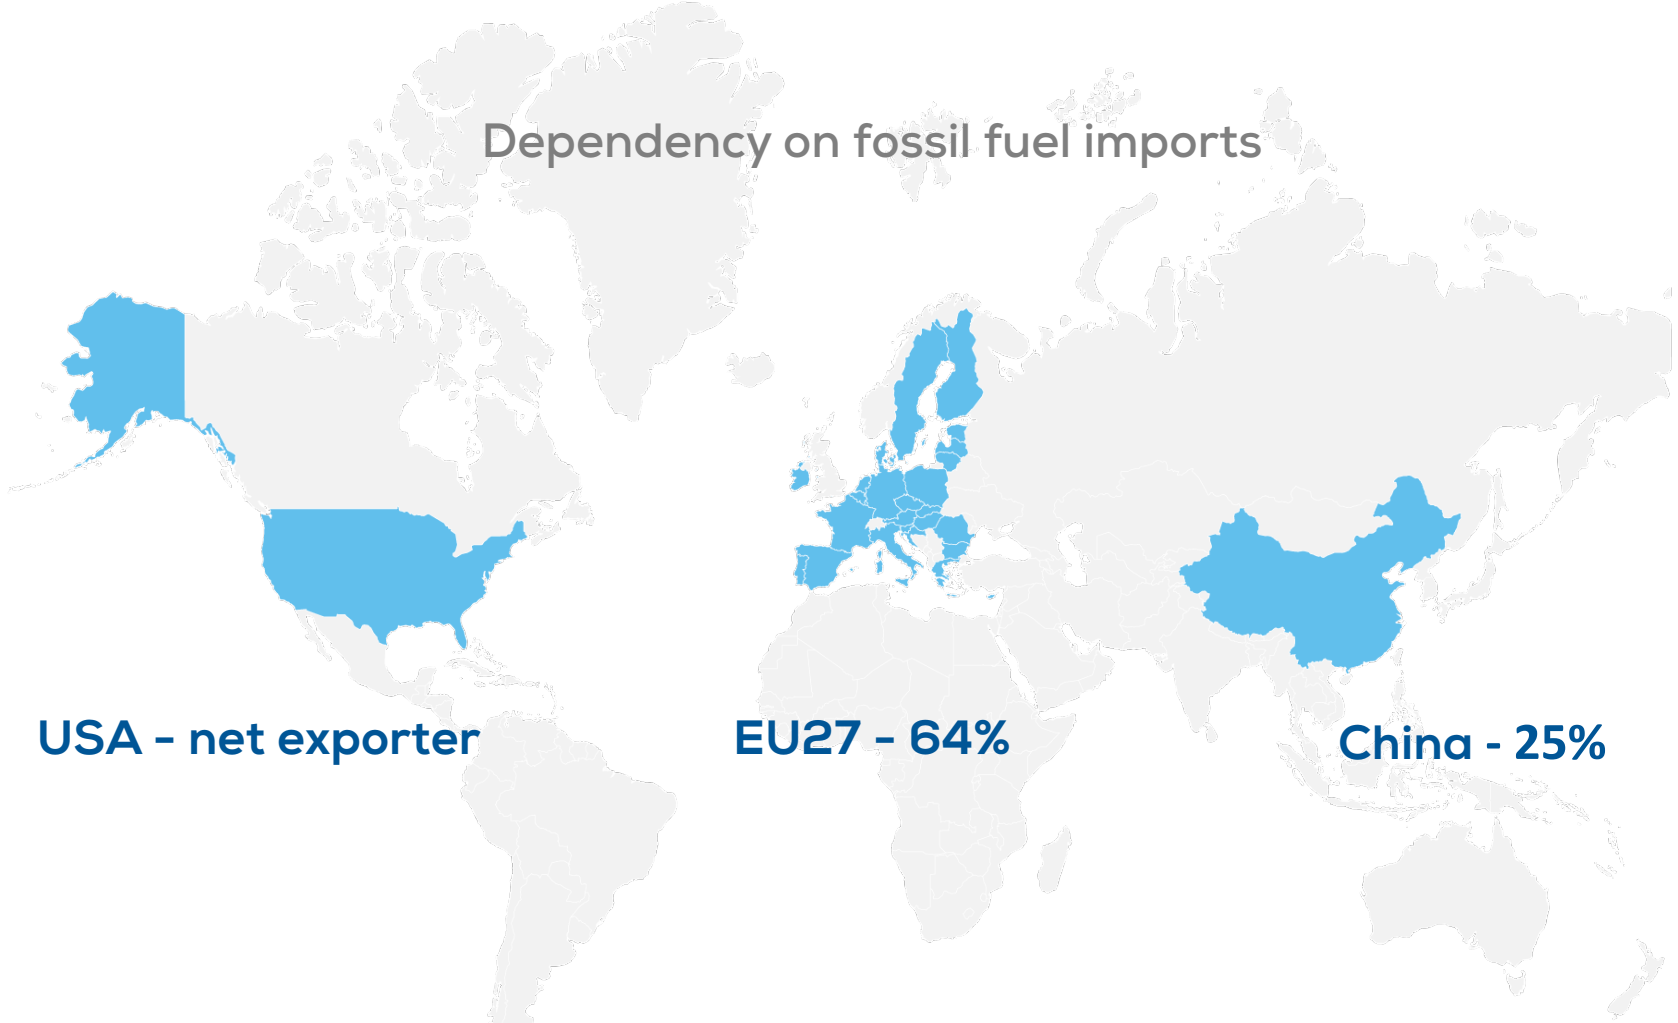 Dependency on fossil fuel imports
USA - net exporter
EU27 - 64%
China - 25%